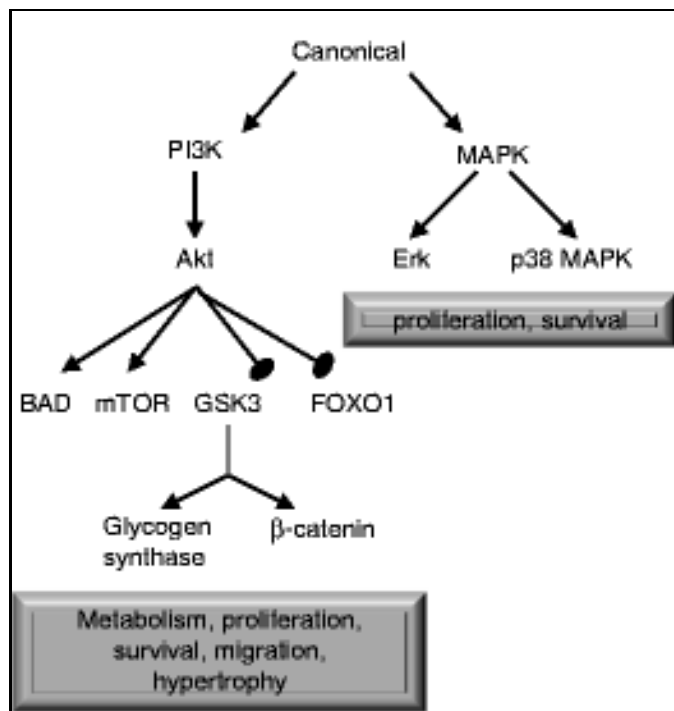 Canonical
PI3K
MAPK
Akt
Erk
p38 MAPK
proliferation, survival
BAD
mTOR
GSK3
FOXO1
Glycogen
synthase
β-catenin
Metabolism, proliferation,
survival, migration,
hypertrophy